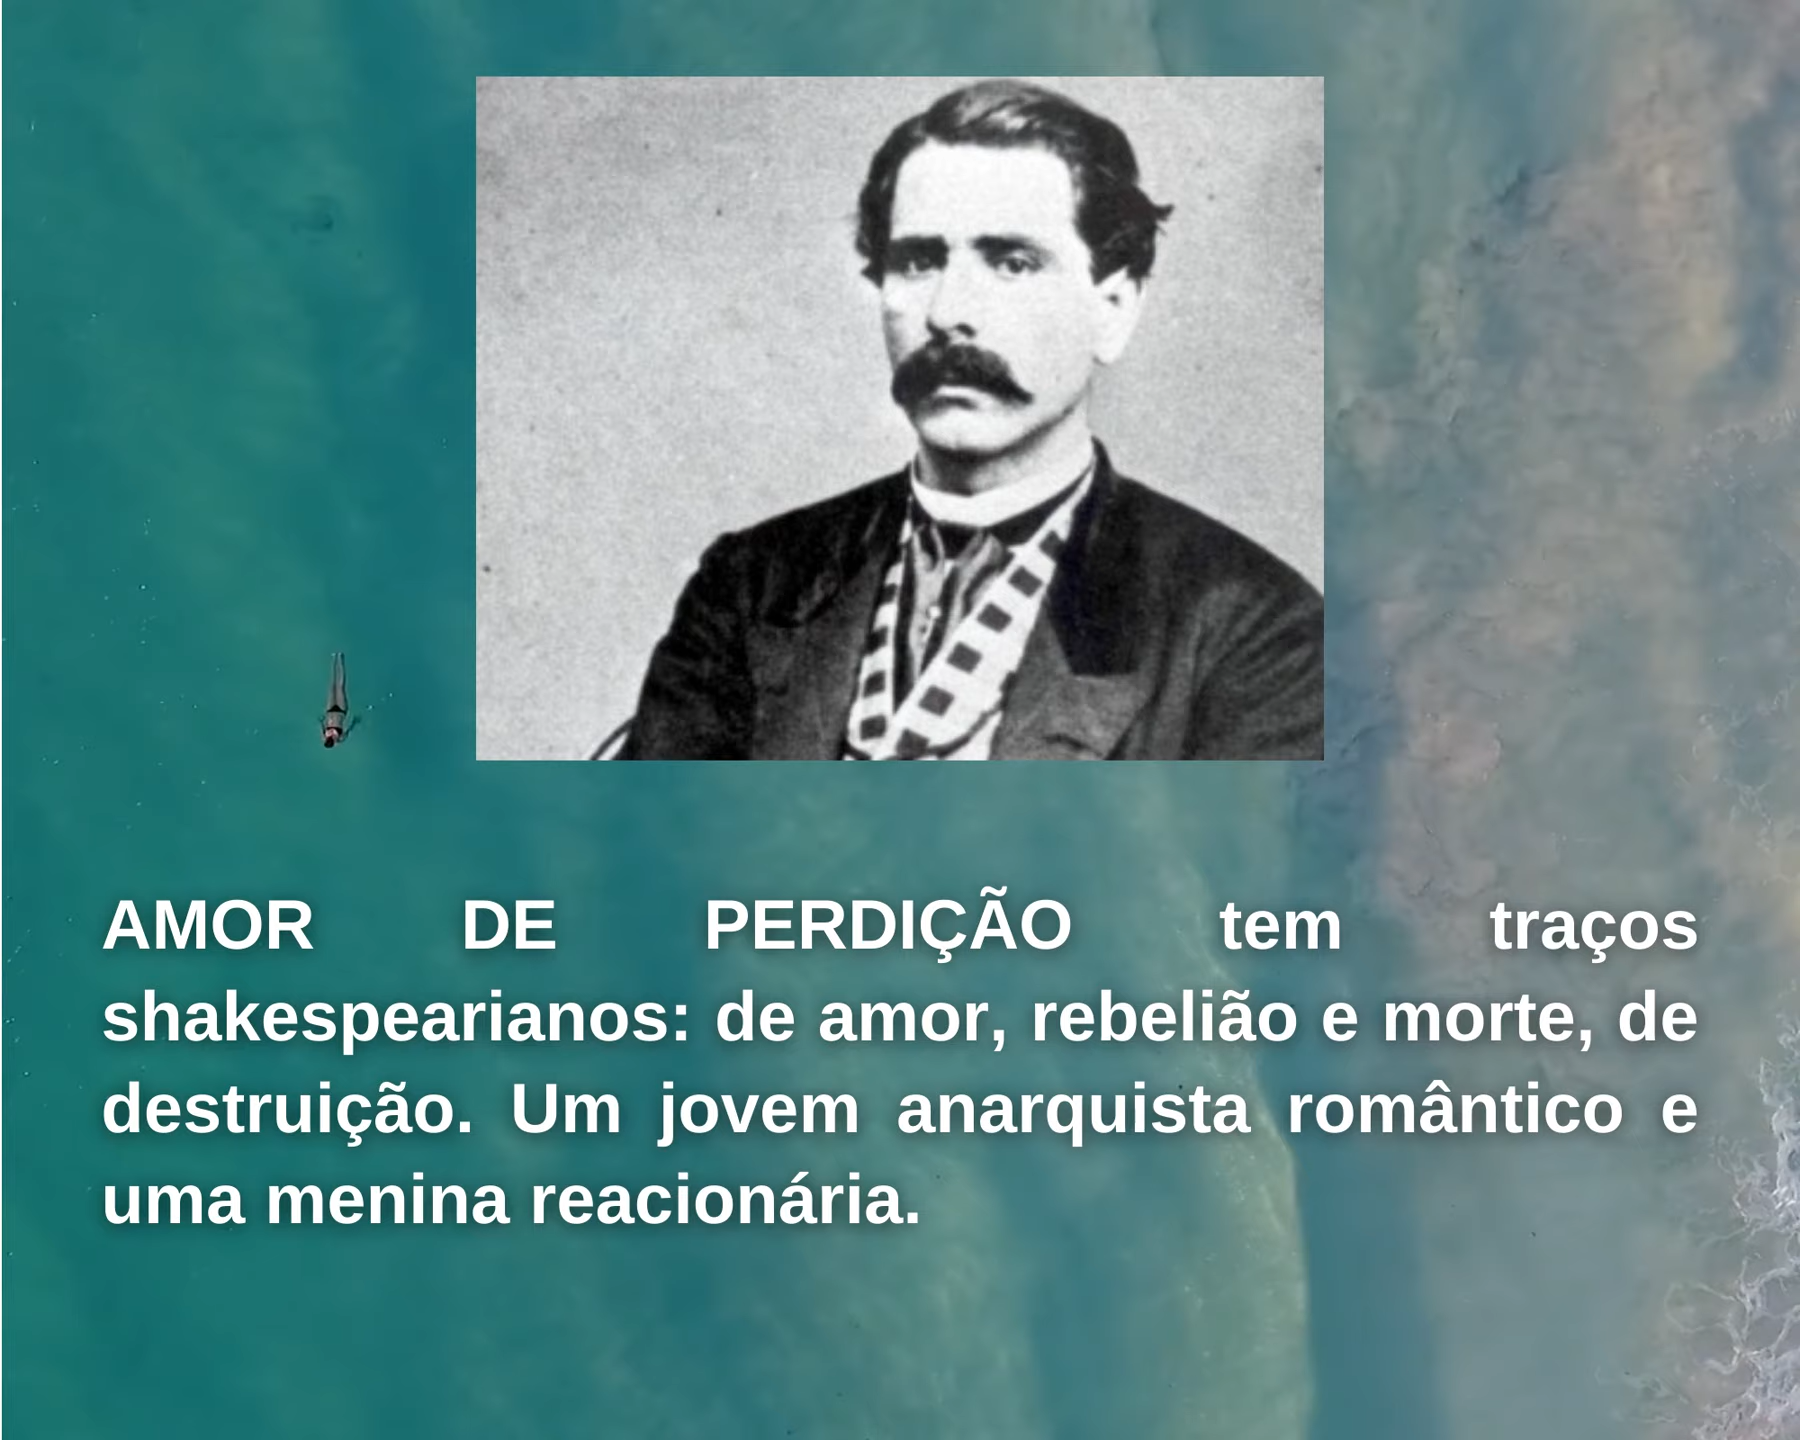 AMOR DE PERDIÇÃO tem traços
shakespearianos: de amor, rebelião e morte, de
destruição. Um jovem anarquista romântico e
uma menina reacionária.